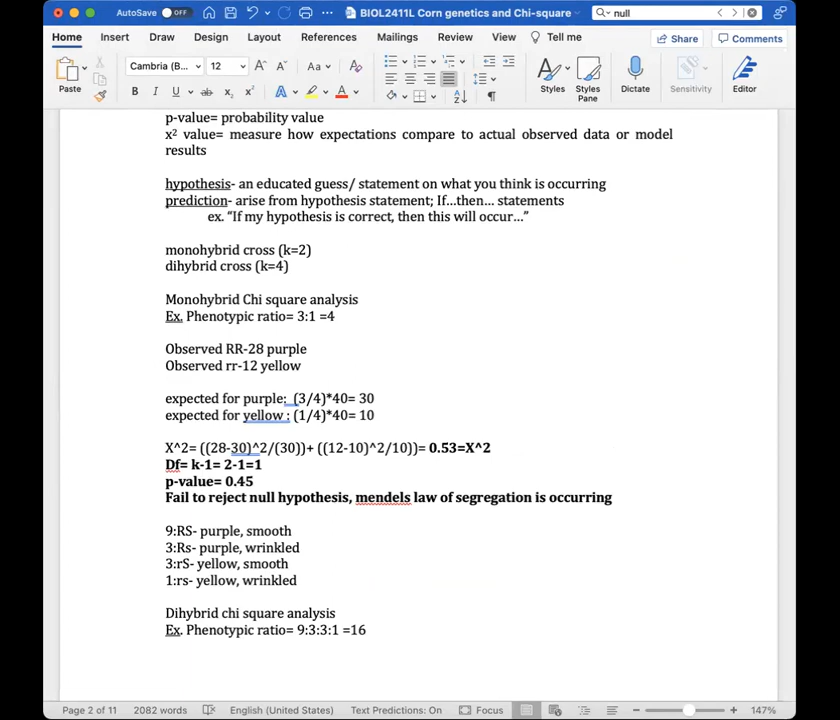 AutoSave OFF BIOL2411L Corn genetics and Chi-square null
Home Insert Draw Design Layout References Mailings Review View Tell me Share Comments
Paste Cambria (B... 12 A A Aa A Styles Styles Pane Dictate Sensitivity Editor
B I U ab x₂ x² A A
p-value= probability value
x² value= measure how expectations compare to actual observed data or model
results
hypothesis- an educated guess/ statement on what you think is occurring
prediction- arise from hypothesis statement; If...then... statements
ex. “If my hypothesis is correct, then this will occur...”
monohybrid cross (k=2)
dihybrid cross (k=4)
Monohybrid Chi square analysis
Ex. Phenotypic ratio= 3:1 =4
Observed RR-28 purple
Observed rr-12 yellow
expected for purple: (3/4)*40= 30
expected for yellow : (1/4)*40= 10
X^2= ((28-30)^2/(30))+ ((12-10)^2/10))= 0.53=X^2
Df= k-1= 2-1=1
p-value= 0.45
Fail to reject null hypothesis, mendels law of segregation is occurring
9:RS- purple, smooth
3:Rs- purple, wrinkled
3:rS- yellow, smooth
1:rs- yellow, wrinkled
Dihybrid chi square analysis
Ex. Phenotypic ratio= 9:3:3:1 =16
Page 2 of 11 2082 words English (United States) Text Predictions: On Focus 147%